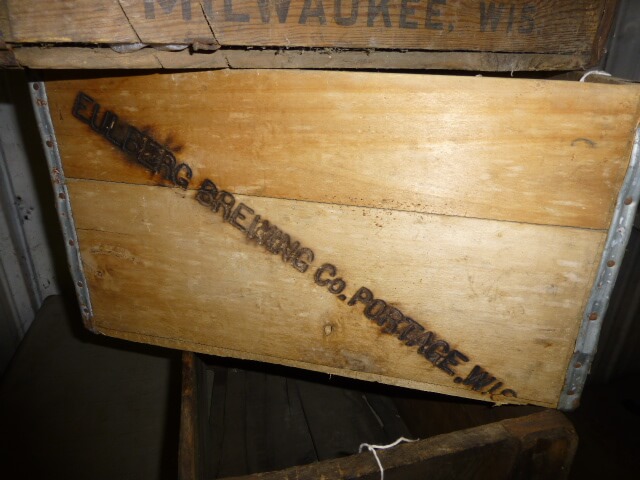 MILWAUKEE, WIS.
EULBERG BREWING Co. PORTAGE, WIS